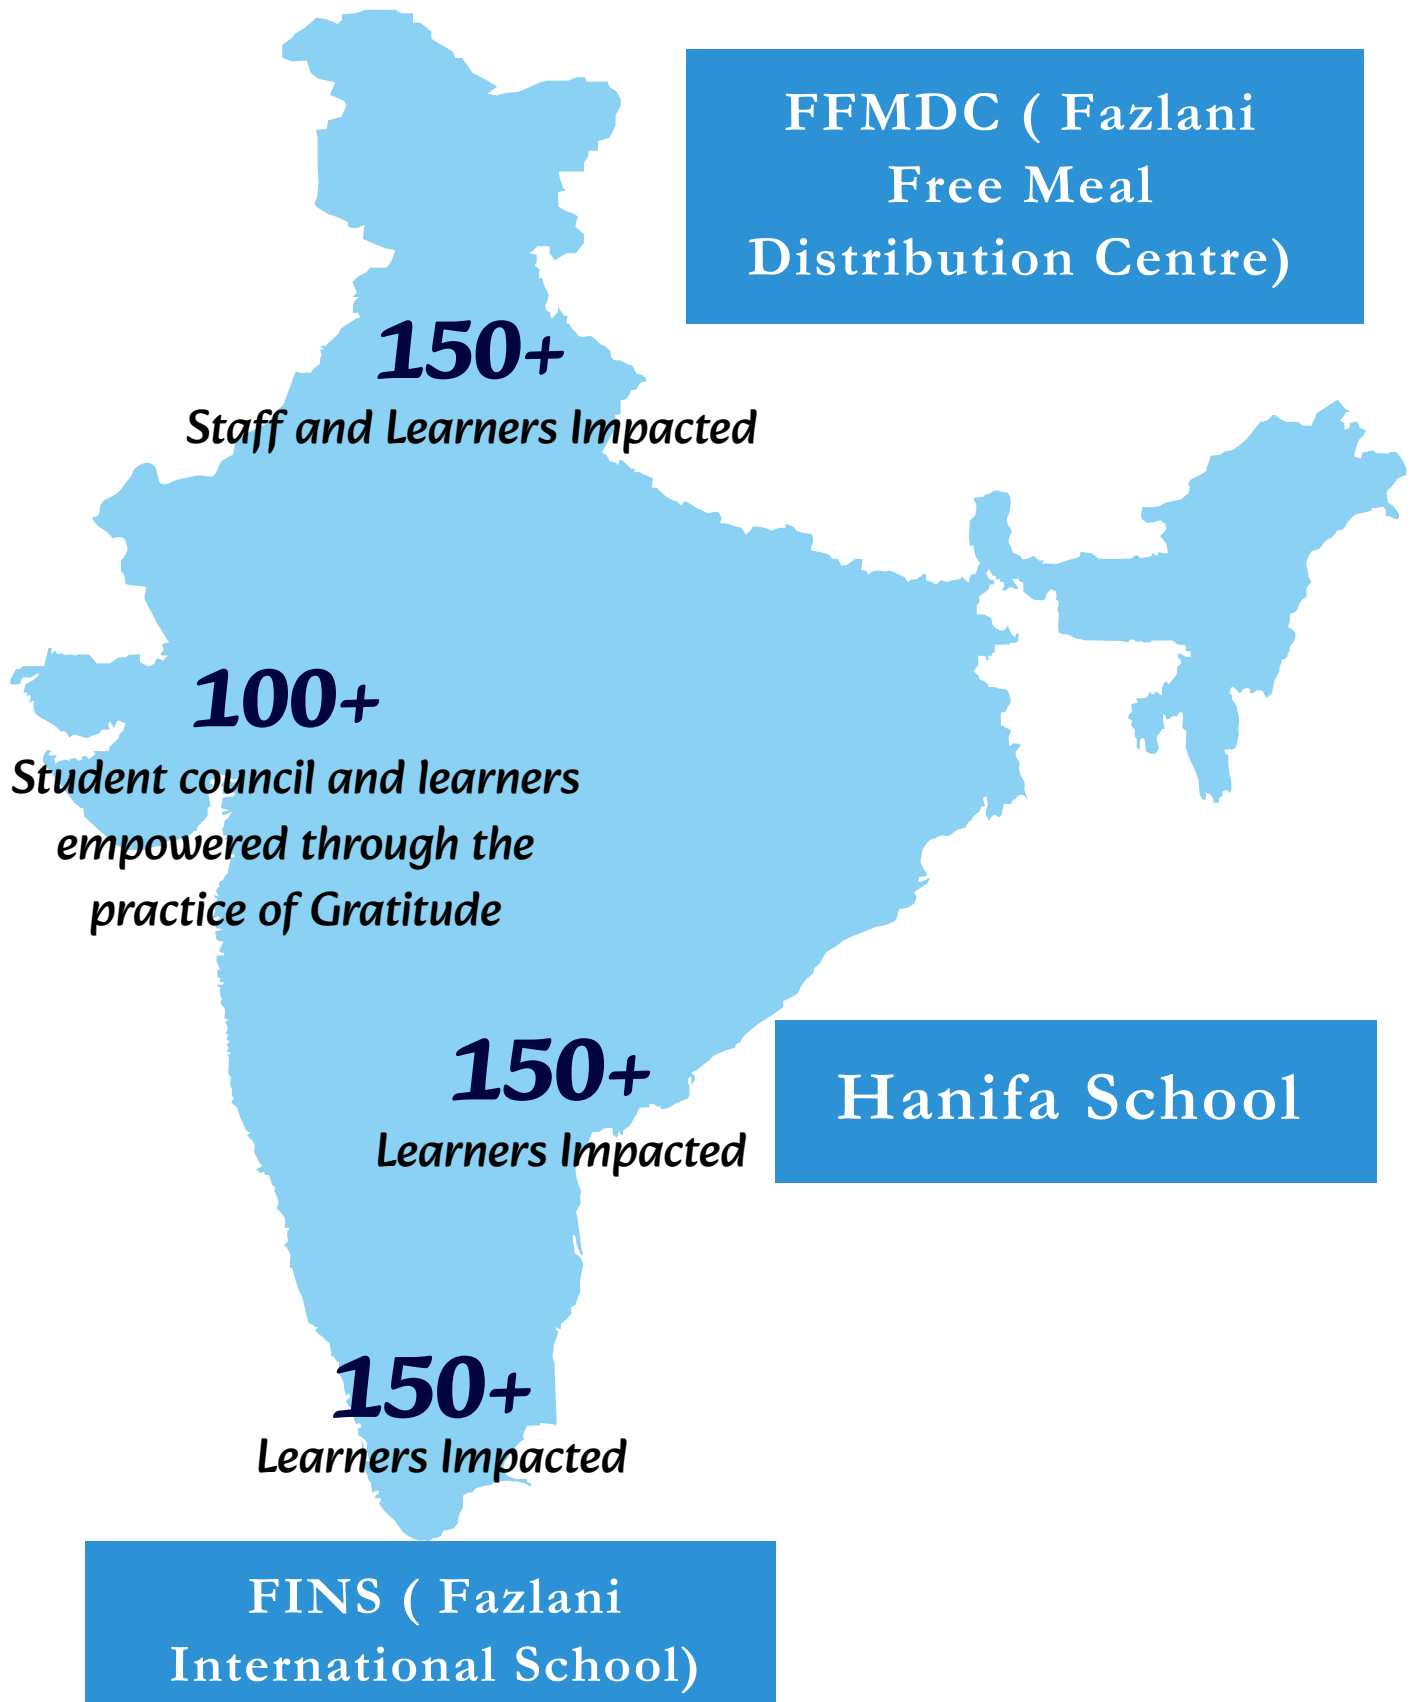 FFMDC ( Fazlani
Free Meal
Distribution Centre)
150+
Staff and Learners Impacted
100+
Student council and learners
empowered through the
practice of Gratitude
150+
Learners Impacted
Hanifa School
150+
Learners Impacted
FINS ( Fazlani
International School)